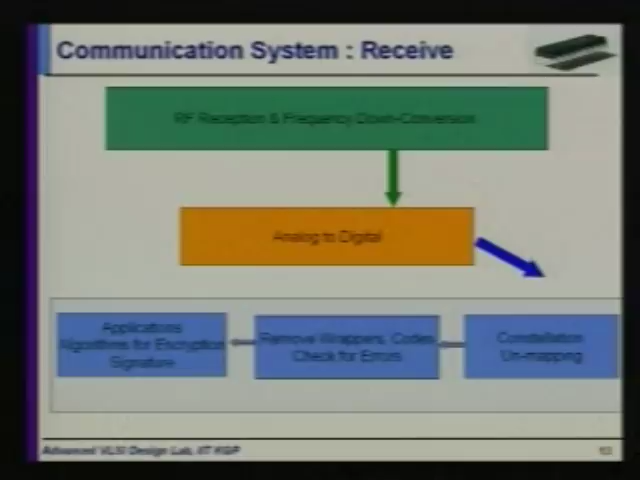 Communication System : Receive
RF Reception & Frequency Down-Conversion
Analog to Digital
Applications
Algorithms for Encryption
Signature
Remove Wrappers, Codes
Check for Errors
Constellation
Un-mapping
Advanced VLSI Design Lab, IIT KGP